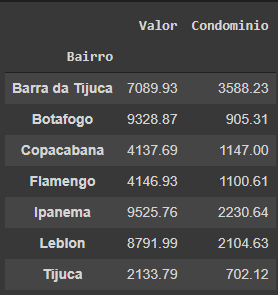 Valor Condominio
Bairro
Barra da Tijuca 7089.93 3588.23
Botafogo 9328.87 905.31
Copacabana 4137.69 1147.00
Flamengo 4146.93 1100.61
Ipanema 9525.76 2230.64
Leblon 8791.99 2104.63
Tijuca 2133.79 702.12